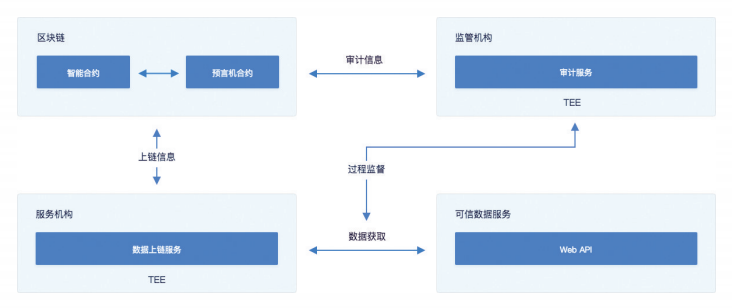 区块链
智能合约
预言机合约
审计信息
监管机构
审计服务
TEE
上链信息
过程监督
服务机构
数据上链服务
TEE
数据获取
可信数据服务
Web API